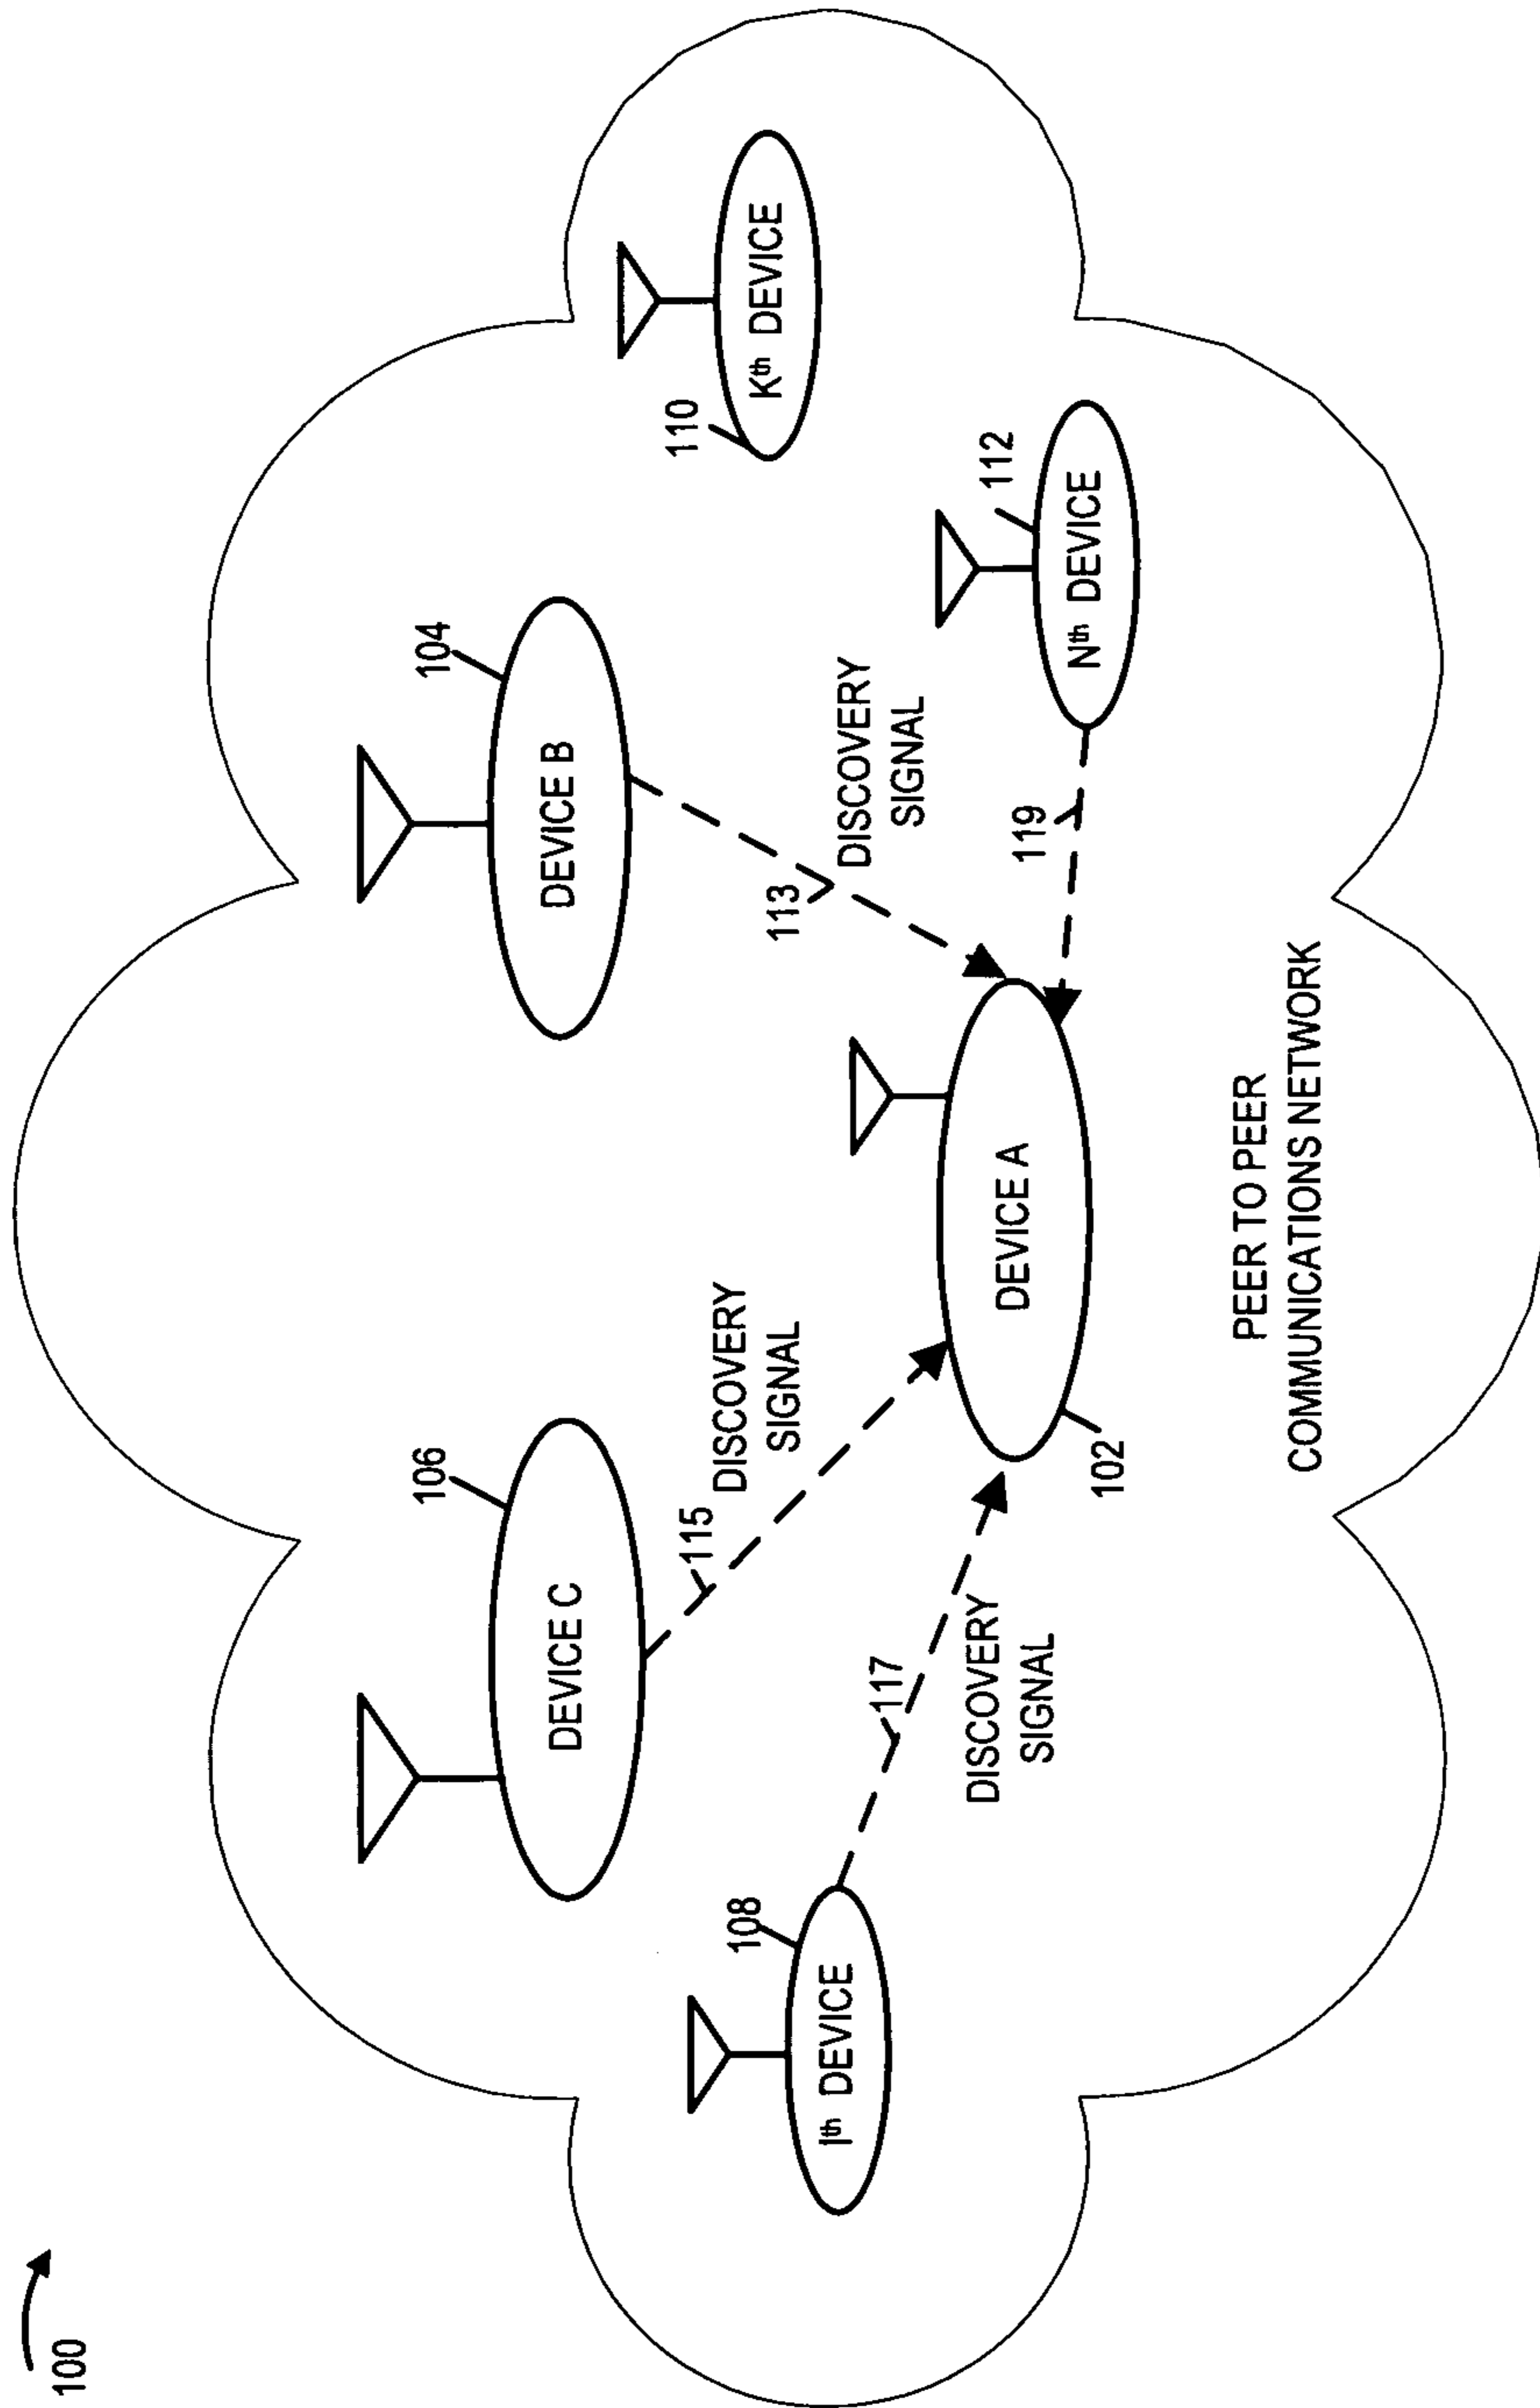 100
106
104
DEVICE C
DEVICE B
110
Kth DEVICE
108
Ith DEVICE
115
DISCOVERY
SIGNAL
113
DISCOVERY
SIGNAL
117
DISCOVERY
SIGNAL
DEVICE A
102
119
112
Nth DEVICE
PEER TO PEER
COMMUNICATIONS NETWORK